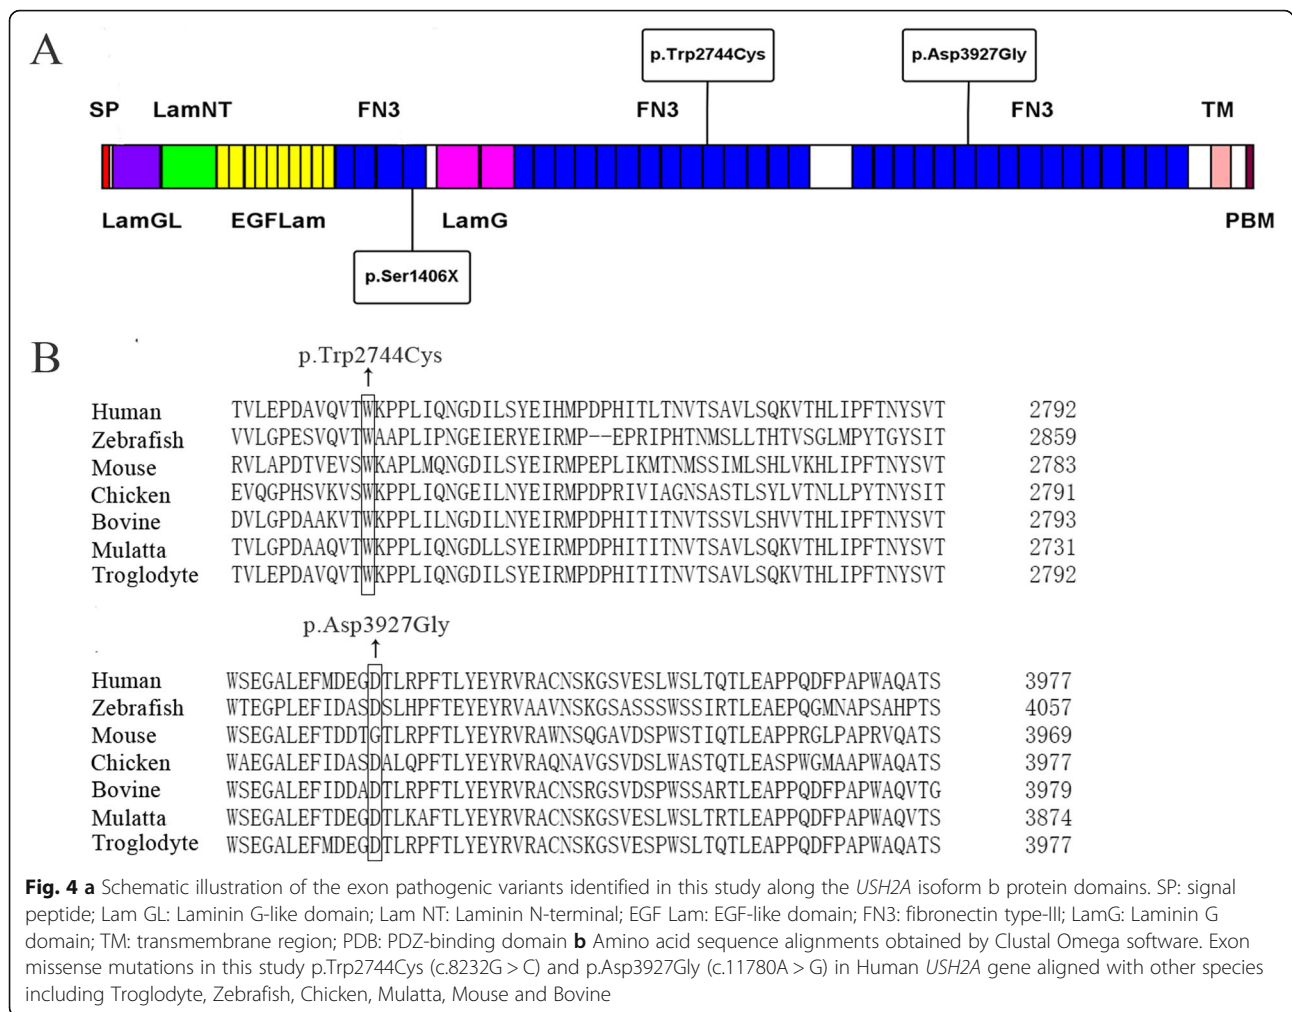 A
p.Trp2744Cys
p.Asp3927Gly
SP LamNT FN3 FN3 FN3 TM
LamGL EGFLam LamG PBM
p.Ser1406X
B
p.Trp2744Cys
Human TVLEPDAVQVTWKPPLIQNGDILSYEIHMPDPHITLTNVTSAVLSQKVTHLIPFTNYSVT 2792
Zebrafish VVLGPESVQVTWAAPLIPNGEIERYEIRMP--EPRIPHTNMSLLTHTVSGLMPYTGYSIT 2859
Mouse RVLAPDTVEVSWKAPLMQNGDILSYEIRMPEPLIKMTNMSSIMLSHLVKHLIPFTNYSVT 2783
Chicken EVQGPHSVKVSWKPPLIQNGEILNYEIRMPDPRIVIAGNSASTLSYLVTNLLPYTNYSIT 2791
Bovine DVLGPDAAKVTWKPPLILNGDILNYEIRMPDPHITITNVTSSVLSHVVTHLIPFTNYSVT 2793
Mulatta TVLGPDAAQVTWKPPLIQNGDLLSYEIRMPDPHITITNVTSAVLSQKVTHLIPFTNYSVT 2731
Troglodyte TVLEPDAVQVTWKPPLIQNGDILSYEIRMPDPHITITNVTSAVLSQKVTHLIPFTNYSVT 2792
p.Asp3927Gly
Human WSEGALEFMDEGDTLRPFTLYEYRVRACNSKGSVESLWSLTQTLEAPPQDFPAPWAQATS 3977
Zebrafish WTEGPLEFIDASDSLHPFTEYEYRVAAVNSKGSASSSWSSIRTLEAEPQGMNAPSAHPTS 4057
Mouse WSEGALEFTDDTGTLRPFTLYEYRVRAWNSQGAVDSPWSTIQTLEAPPRGLPAPRVQATS 3969
Chicken WAEGALEFIDASDALQPFTLYEYRVRAQNAVGSVDSLWASTQTLEASPWGMAAPWAQATS 3977
Bovine WSEGALEFIDDADTLRPFTLYEYRVRACNSRGSVDSPWSSARTLEAPPQDFPAPWAQVTG 3979
Mulatta WSEGALEFTDEGDTLKAFTLYEYRVRACNSKGSVESLWSLTRTLEAPPQDFPAPWAQVTS 3874
Troglodyte WSEGALEFMDEGDTLRPFTLYEYRVRACNSKGSVESPWSLTQTLEAPPQDFPAPWAQATS 3977
Fig. 4 a Schematic illustration of the exon pathogenic variants identified in this study along the USH2A isoform b protein domains. SP: signal
peptide; Lam GL: Laminin G-like domain; Lam NT: Laminin N-terminal; EGF Lam: EGF-like domain; FN3: fibronectin type-III; LamG: Laminin G
domain; TM: transmembrane region; PDB: PDZ-binding domain b Amino acid sequence alignments obtained by Clustal Omega software. Exon
missense mutations in this study p.Trp2744Cys (c.8232G > C) and p.Asp3927Gly (c.11780A > G) in Human USH2A gene aligned with other species
including Troglodyte, Zebrafish, Chicken, Mulatta, Mouse and Bovine